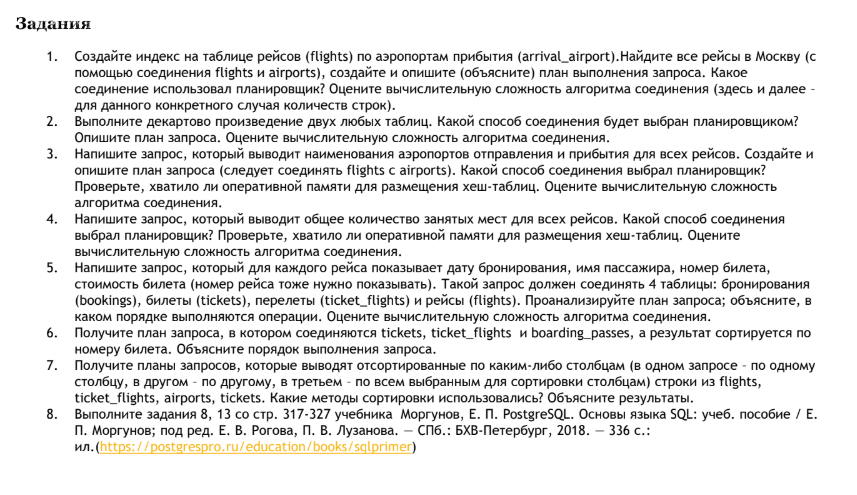 Задания
1. Создайте индекс на таблице рейсов (flights) по аэропортам прибытия (arrival_airport).Найдите все рейсы в Москву (с
помощью соединения flights и airports), создайте и опишите (объясните) план выполнения запроса. Какое
соединение использовал планировщик? Оцените вычислительную сложность алгоритма соединения (здесь и далее –
для данного конкретного случая количеств строк).
2. Выполните декартово произведение двух любых таблиц. Какой способ соединения будет выбран планировщиком?
Опишите план запроса. Оцените вычислительную сложность алгоритма соединения.
3. Напишите запрос, который выводит наименования аэропортов отправления и прибытия для всех рейсов. Создайте и
опишите план запроса (следует соединять flights с airports). Какой способ соединения выбрал планировщик?
Проверьте, хватило ли оперативной памяти для размещения хеш-таблиц. Оцените вычислительную сложность
алгоритма соединения.
4. Напишите запрос, который выводит общее количество занятых мест для всех рейсов. Какой способ соединения
выбрал планировщик? Проверьте, хватило ли оперативной памяти для размещения хеш-таблиц. Оцените
вычислительную сложность алгоритма соединения.
5. Напишите запрос, который для каждого рейса показывает дату бронирования, имя пассажира, номер билета,
стоимость билета (номер рейса тоже нужно показывать). Такой запрос должен соединять 4 таблицы: бронирования
(bookings), билеты (tickets), перелеты (ticket_flights) и рейсы (flights). Проанализируйте план запроса; объясните, в
каком порядке выполняются операции. Оцените вычислительную сложность алгоритма соединения.
6. Получите план запроса, в котором соединяются tickets, ticket_flights и boarding_passes, а результат сортируется по
номеру билета. Объясните порядок выполнения запроса.
7. Получите планы запросов, которые выводят отсортированные по каким-либо столбцам (в одном запросе – по одному
столбцу, в другом – по другому, в третьем – по всем выбранным для сортировки столбцам) строки из flights,
ticket_flights, airports, tickets. Какие методы сортировки использовались? Объясните результаты.
8. Выполните задания 8, 13 со стр. 317-327 учебника Моргунов, Е. П. PostgreSQL. Основы языка SQL: учеб. пособие / Е.
П. Моргунов; под ред. Е. В. Рогова, П. В. Лузанова. — СПб.: БХВ-Петербург, 2018. — 336 с.:
ил.(https://postgrespro.ru/education/books/sqlprimer)